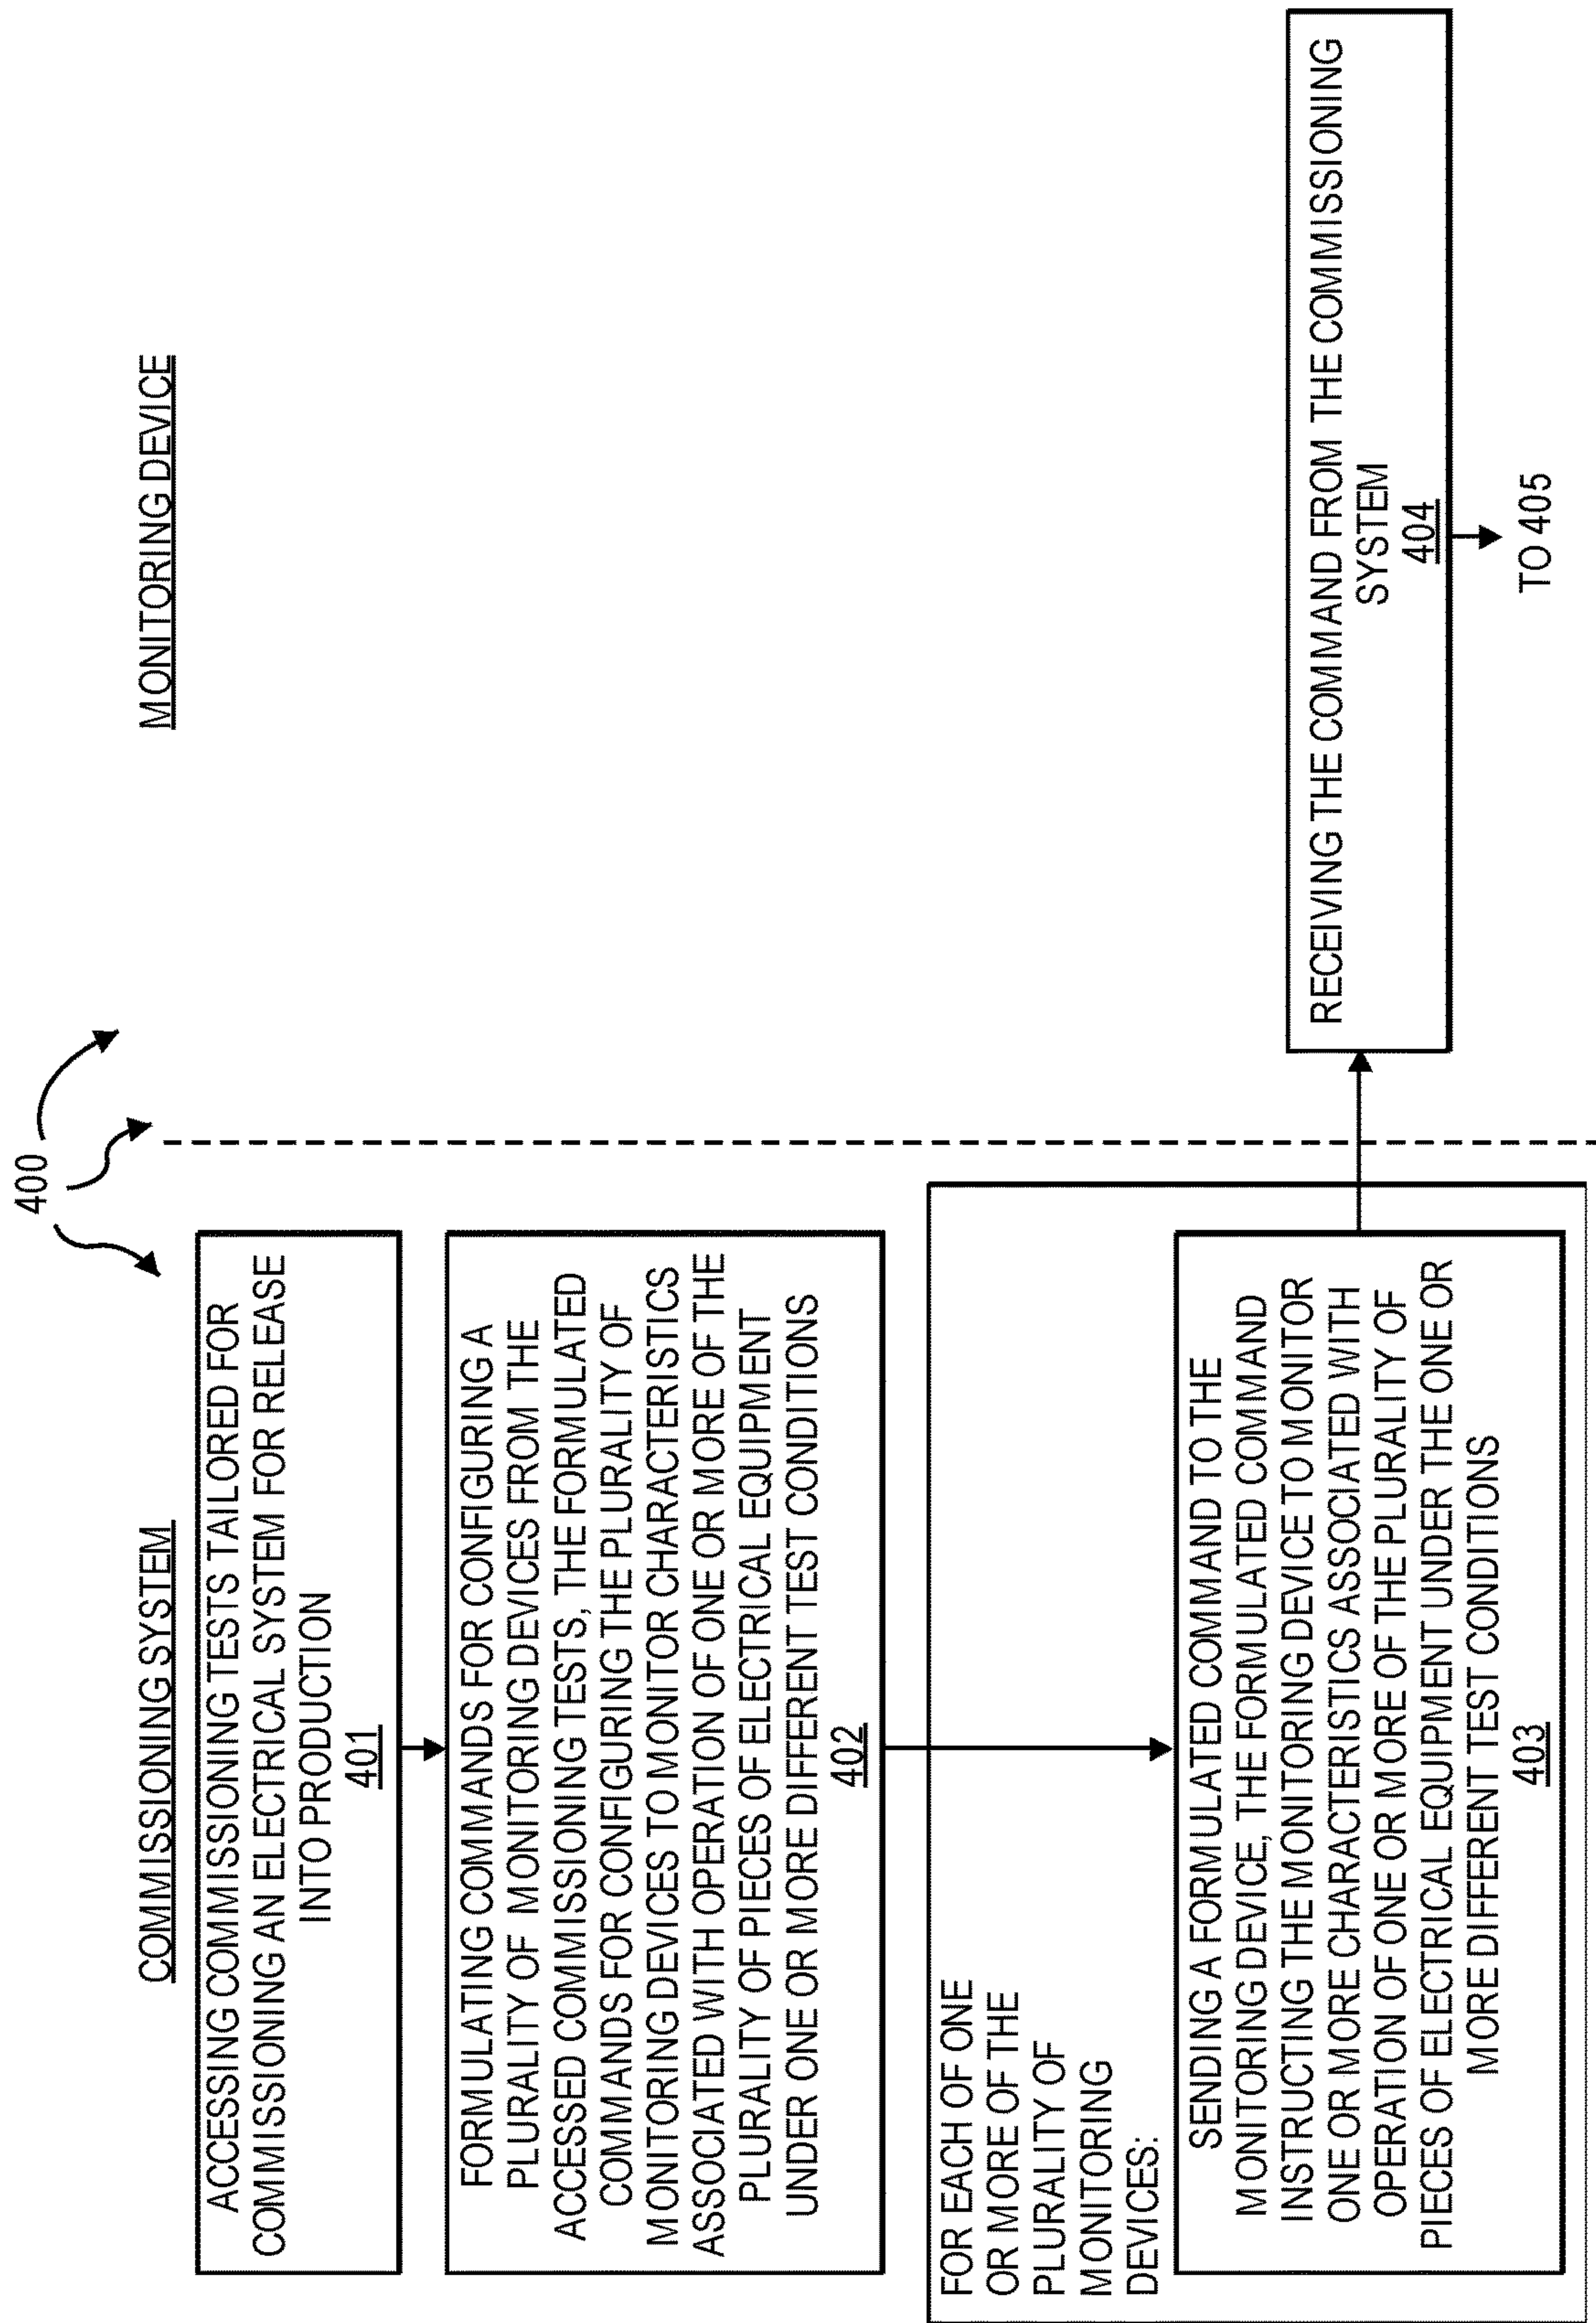 400
COMMISSIONING SYSTEM
ACCESSING COMMISSIONING TESTS TAILORED FOR
COMMISSIONING AN ELECTRICAL SYSTEM FOR RELEASE
INTO PRODUCTION
401
FORMULATING COMMANDS FOR CONFIGURING A
PLURALITY OF MONITORING DEVICES FROM THE
ACCESSED COMMISSIONING TESTS, THE FORMULATED
COMMANDS FOR CONFIGURING THE PLURALITY OF
MONITORING DEVICES TO MONITOR CHARACTERISTICS
ASSOCIATED WITH OPERATION OF ONE OR MORE OF THE
PLURALITY OF PIECES OF ELECTRICAL EQUIPMENT
UNDER ONE OR MORE DIFFERENT TEST CONDITIONS
402
FOR EACH OF ONE
OR MORE OF THE
PLURALITY OF
MONITORING
DEVICES:
SENDING A FORMULATED COMMAND TO THE
MONITORING DEVICE, THE FORMULATED COMMAND
INSTRUCTING THE MONITORING DEVICE TO MONITOR
ONE OR MORE CHARACTERISTICS ASSOCIATED WITH
OPERATION OF ONE OR MORE OF THE PLURALITY OF
PIECES OF ELECTRICAL EQUIPMENT UNDER THE ONE OR
MORE DIFFERENT TEST CONDITIONS
403
MONITORING DEVICE
RECEIVING THE COMMAND FROM THE COMMISSIONING
SYSTEM
404
TO 405